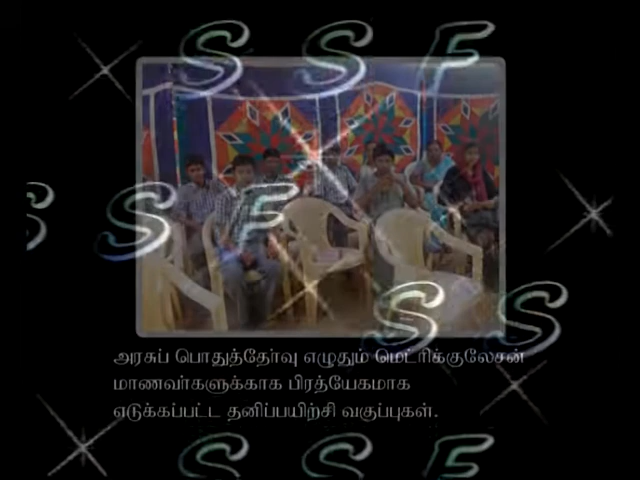 S S F
S S F
S S
அரசுப் பொதுத்தேர்வு எழுதும் மெட்ரிக்குலேசன்
மாணவர்களுக்காக பிரத்யேகமாக
எடுக்கப்பட்ட தனிப்பயிற்சி வகுப்புகள்.
S S F